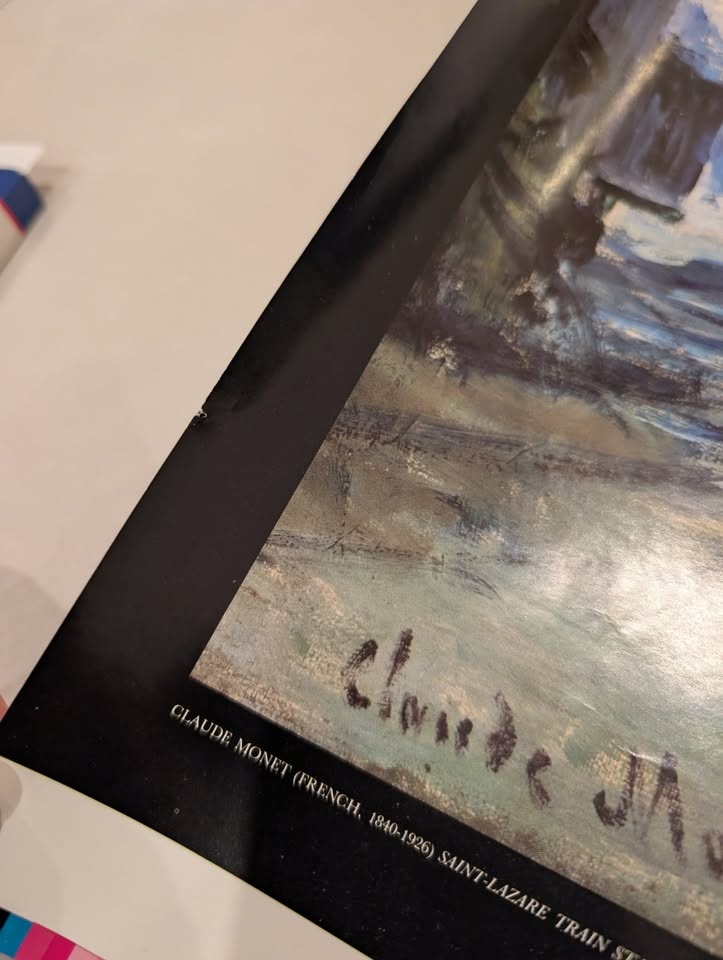 Claude
CLAUDE MONET (FRENCH, 1840-1926) SAINT-LAZARE TRAIN